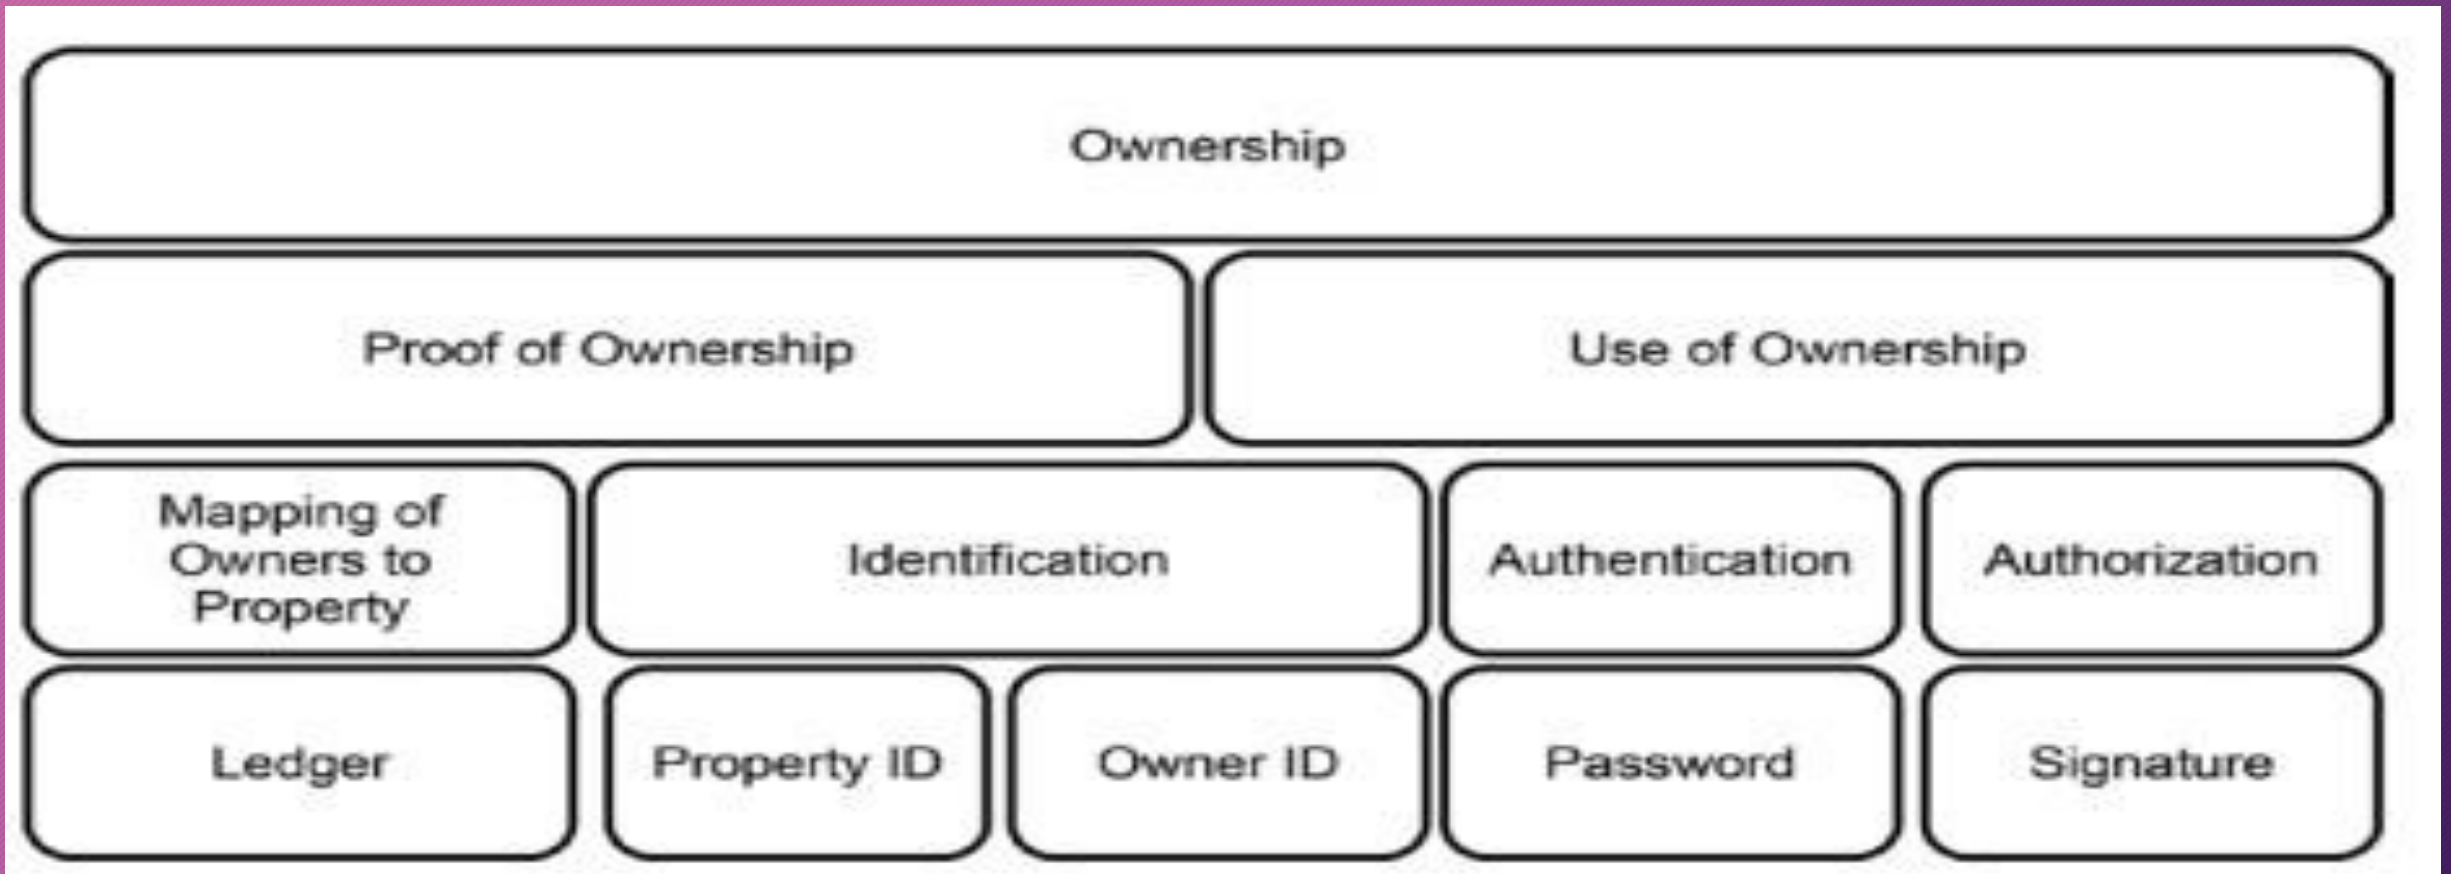 Ownership
Proof of Ownership
Use of Ownership
Mapping of
Owners to
Property
Identification
Authentication
Authorization
Ledger
Property ID
Owner ID
Password
Signature